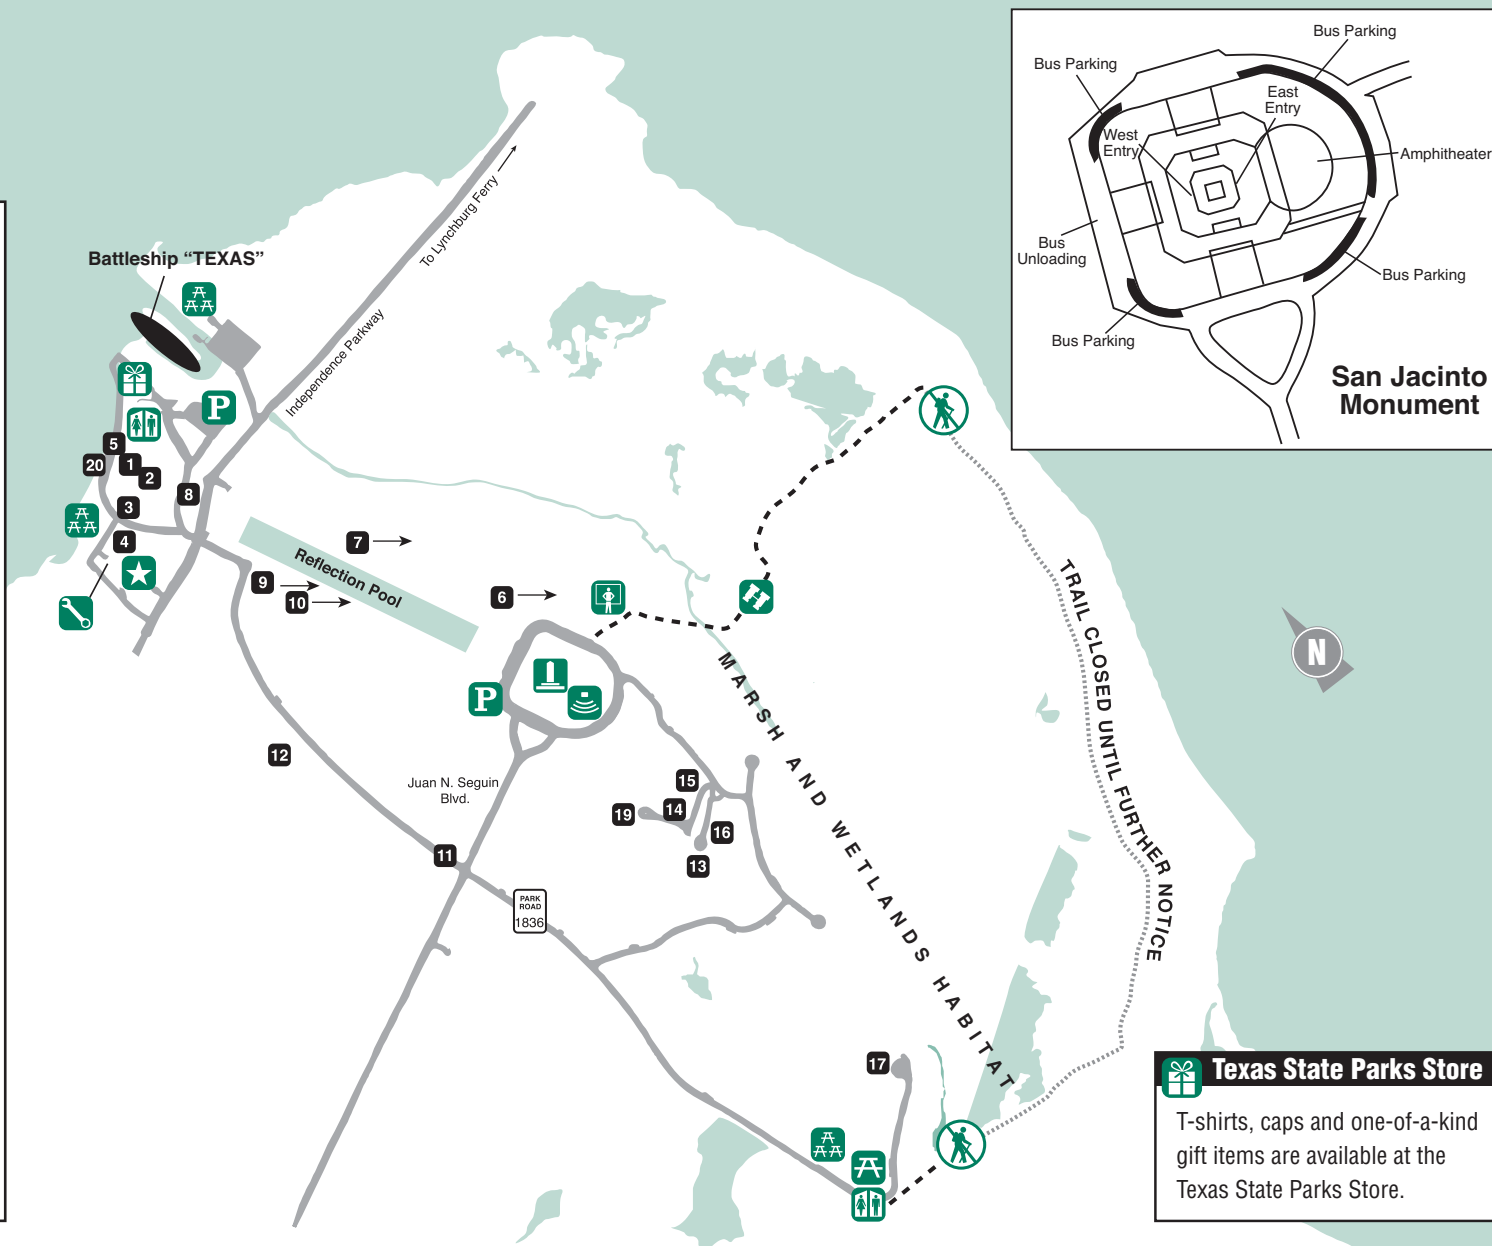 Bus Parking
Bus Parking
East
Entry
West
Entry
Amphitheater
Bus
Unloading
Bus Parking
Bus Parking
San Jacinto
Monument
To Lynchburg Ferry
Independence Parkway
Battleship “TEXAS”
P
5
20
1
2
8
3
4
7
Reflection Pool
9
10
6
P
12
Juan N. Seguin
Blvd.
15
14
19
16
13
11
PARK
ROAD
1836
MARSH AND WETLANDS HABITAT
TRAIL CLOSED UNTIL FURTHER NOTICE
N
17
Texas State Parks Store
T-shirts, caps and one-of-a-kind
gift items are available at the
Texas State Parks Store.